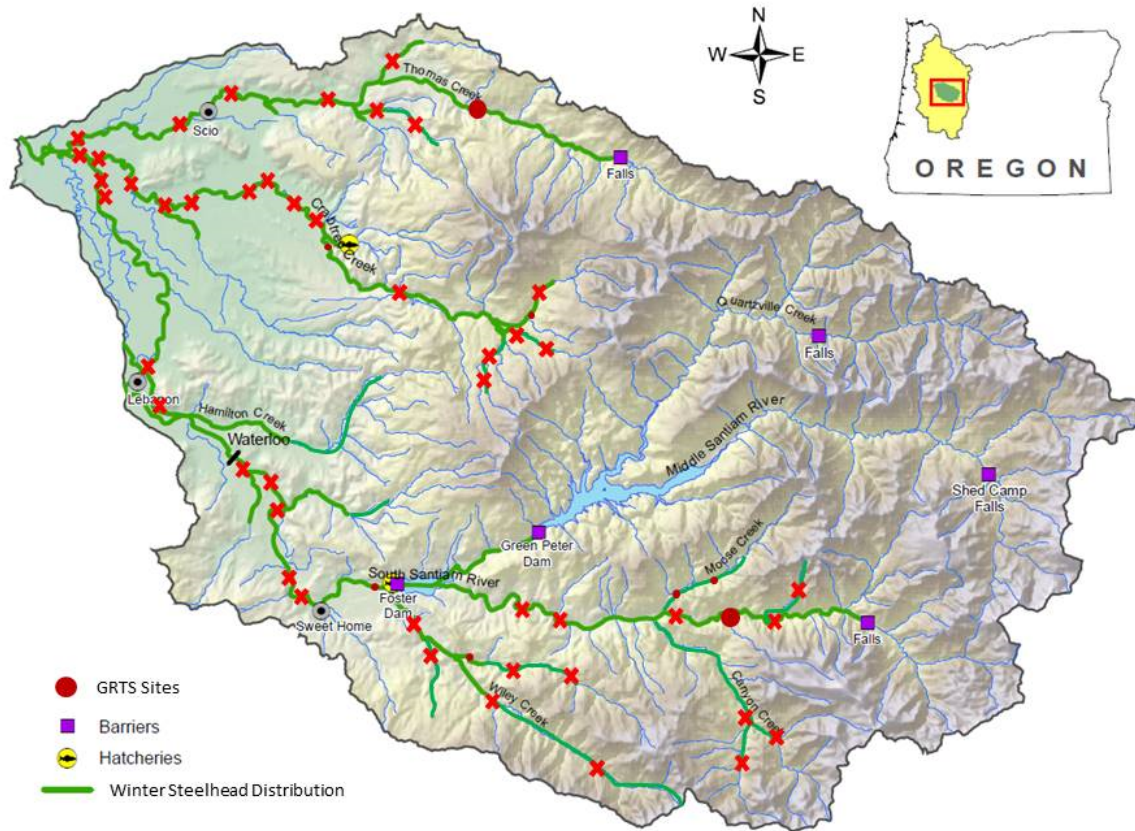 N
W E
S
OREGON
Thomas Creek
Scio
Falls
Crabtree Creek
uartzville Creek
Falls
Lebanon
Hamilton Creek
Waterloo
Middle Santiam River
Shed Camp
Falls
Green Peter
Dam
Moose Creek
South Santiam River
Foster
Dam
Sweet Home
Falls
Canyon Creek
Wiley Creek
GRTS Sites
Barriers
Hatcheries
Winter Steelhead Distribution